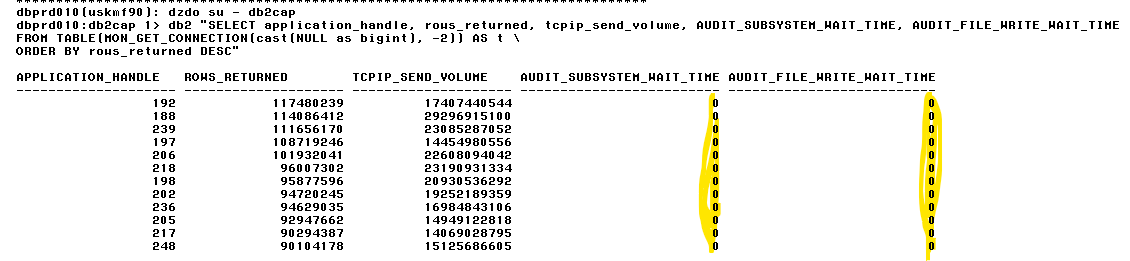 ********************************************************************************
dbprd010(uskmf90): dzdo su - db2cap
dbprd010:db2cap 1> db2 "SELECT application_handle, rows_returned, tcpip_send_volume, AUDIT_SUBSYSTEM_WAIT_TIME, AUDIT_FILE_WRITE_WAIT_TIME
FROM TABLE(MON_GET_CONNECTION(cast(NULL as bigint), -2)) AS t \
ORDER BY rows_returned DESC"
APPLICATION_HANDLE ROWS_RETURNED TCPIP_SEND_VOLUME AUDIT_SUBSYSTEM_WAIT_TIME AUDIT_FILE_WRITE_WAIT_TIME
-------------------- -------------------- -------------------- ------------------------- --------------------------
192 117480239 17407440544 0 0
188 114086412 29296915100 0 0
239 111656170 23085287052 0 0
197 108719246 14454980556 0 0
206 101932041 22608094042 0 0
218 96007302 23190931334 0 0
198 95877596 20930536292 0 0
202 94720245 19252189359 0 0
236 94629035 16984843106 0 0
205 92947662 14949122818 0 0
217 90294387 14069028795 0 0
248 90104178 15125686605 0 0